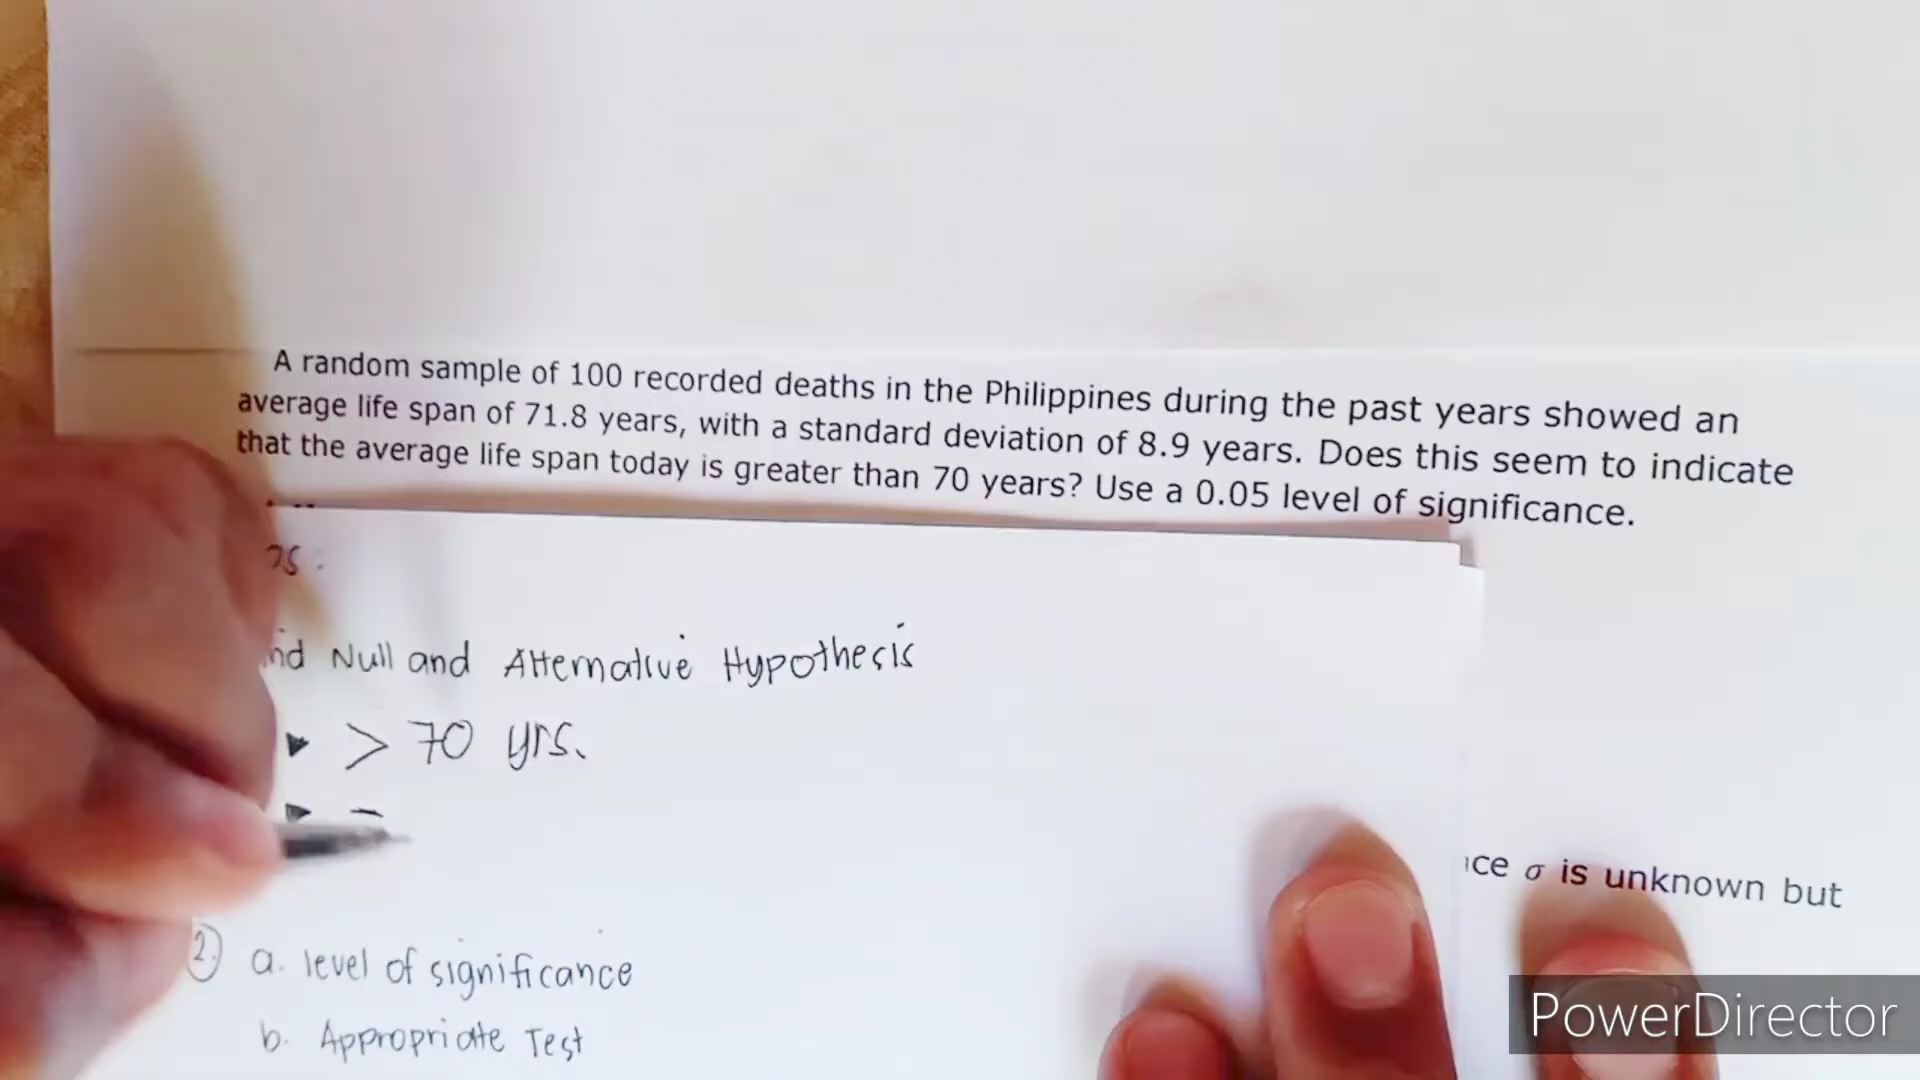 A random sample of 100 recorded deaths in the Philippines during the past years showed an
average life span of 71.8 years, with a standard deviation of 8.9 years. Does this seem to indicate
that the average life span today is greater than 70 years? Use a 0.05 level of significance.
Null and Alternative Hypothesis
> 70 yrs.
σ is unknown but
2. a. level of significance
b. Appropriate Test
PowerDirector